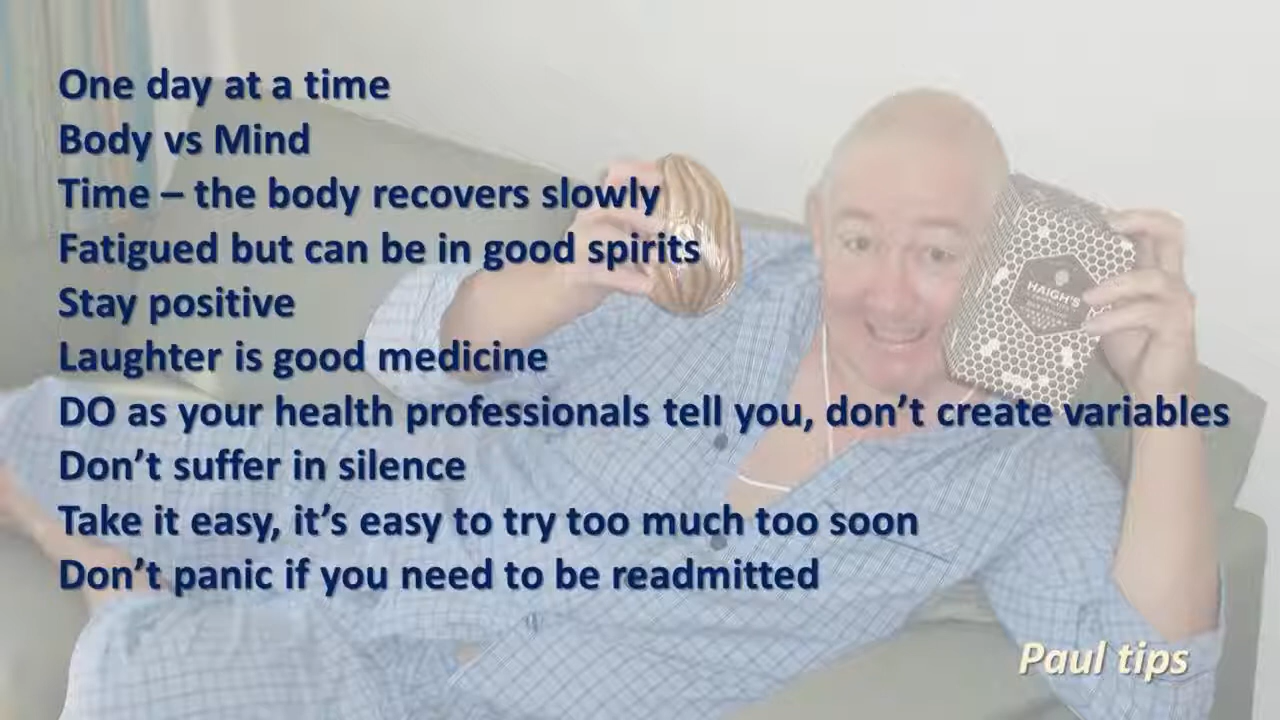 One day at a time
Body vs Mind
Time – the body recovers slowly
Fatigued but can be in good spirits
Stay positive
Laughter is good medicine
DO as your health professionals tell you, don’t create variables
Don’t suffer in silence
Take it easy, it’s easy to try too much too soon
Don’t panic if you need to be readmitted
HAIGH'S
Paul tips